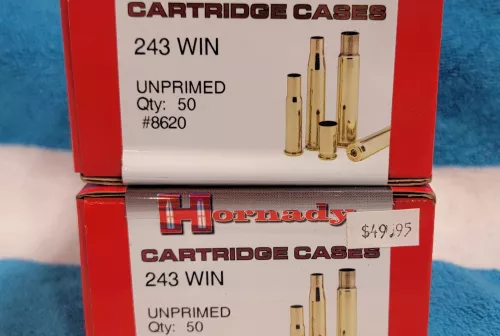 CARTRIDGE CASES
243 WIN
UNPRIMED
Qty: 50
#8620
Hornady
$49.95
CARTRIDGE CASES
243 WIN
UNPRIMED
Qty: 50